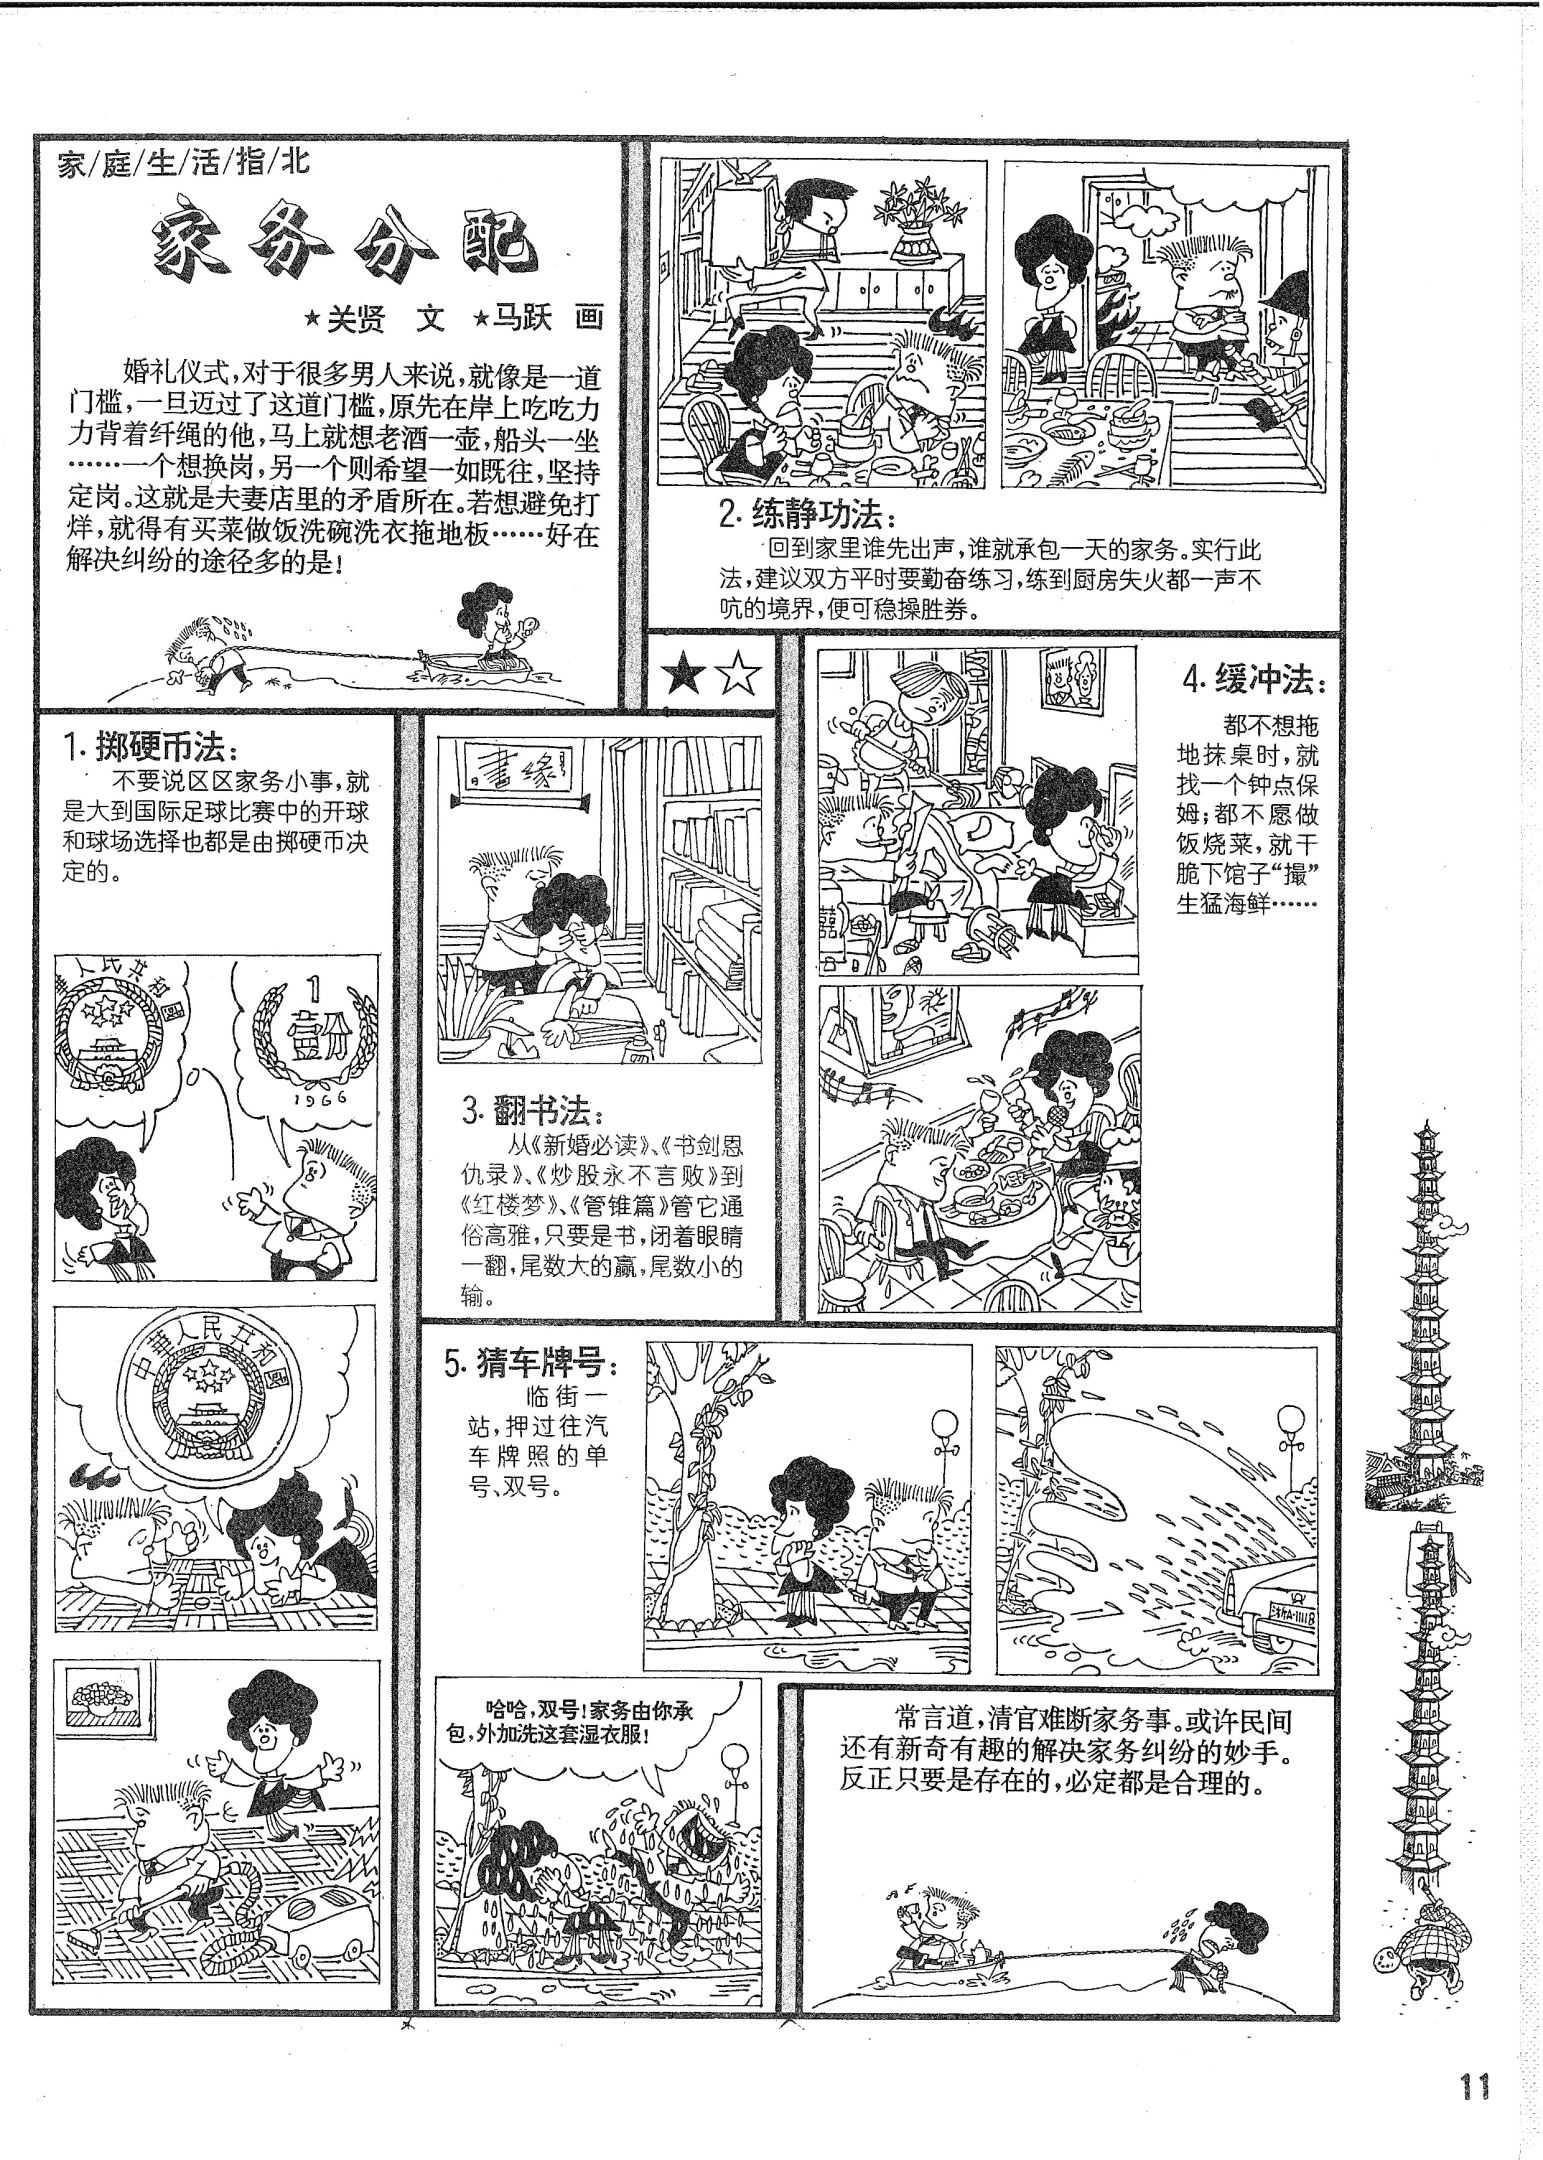 家/庭/生/活/指/北
家务分配
★关贤 文 ★马跃 画
婚礼仪式，对于很多男人来说，就像是一道
门槛，一旦迈过了这道门槛，原先在岸上吃吃力
力背着纤绳的他，马上就想老酒一壶，船头一坐
……一个想换岗，另一个则希望一如既往，坚持
定岗。这就是夫妻店里的矛盾所在。若想避免打
烊，就得有买菜做饭洗碗洗衣拖地板……好在
解决纠纷的途径多的是！
1·掷硬币法：
不要说区区家务小事，就
是大到国际足球比赛中的开球
和球场选择也都是由掷硬币决
定的。
華人民共和國
1
壹分
1966
中華人民共和國
2·练静功法：
回到家里谁先出声，谁就承包一天的家务。实行此
法，建议双方平时要勤奋练习，练到厨房失火都一声不
吭的境界，便可稳操胜券。
★☆
書缘
3·翻书法：
从《新婚必读》、《书剑恩
仇录》、《炒股永不言败》到
《红楼梦》、《管锥篇》管它通
俗高雅，只要是书，闭着眼睛
一翻，尾数大的赢，尾数小的
输。
4·缓冲法：
都不想拖
地抹桌时，就
找一个钟点保
姆；都不愿做
饭烧菜，就干
脆下馆子“撮”
生猛海鲜……
囍
5·猜车牌号：
临街一
站，押过往汽
车牌照的单
号、双号。
A-11118
哈哈，双号！家务由你承
包，外加洗这套湿衣服！
常言道，清官难断家务事。或许民间
还有新奇有趣的解决家务纠纷的妙手。
反正只要是存在的，必定都是合理的。
11